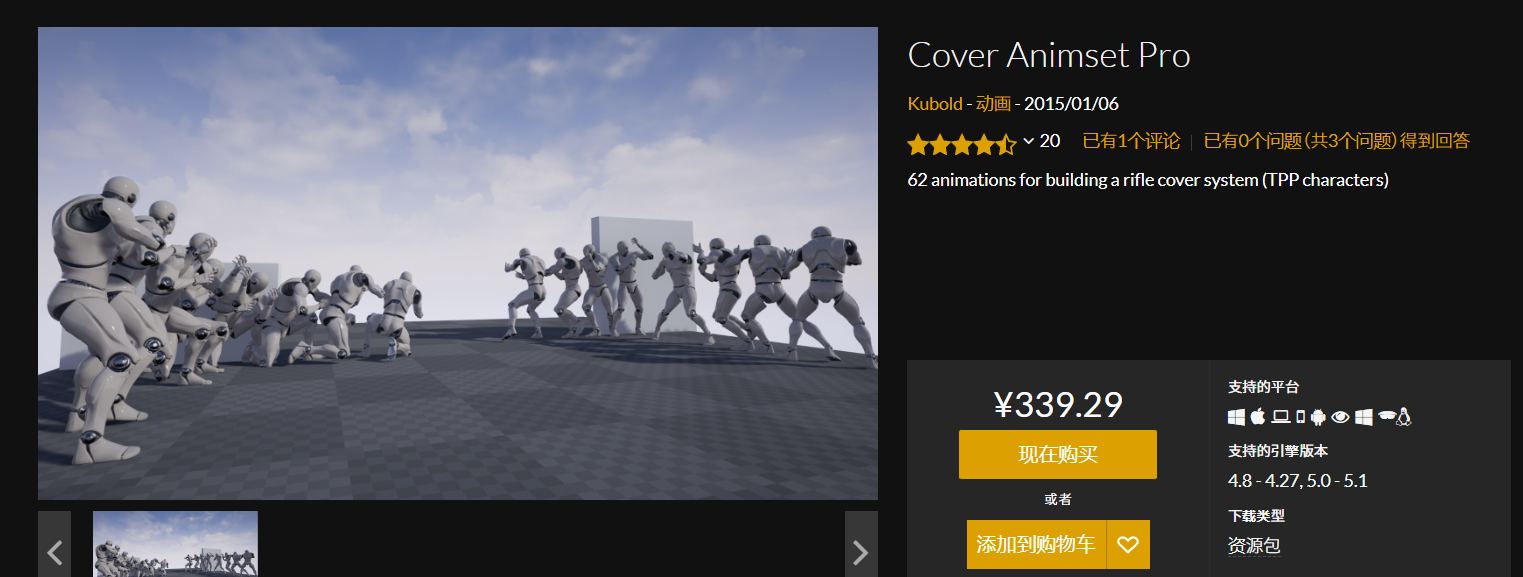 Cover Animset Pro
Kubold - 动画 - 2015/01/06
20 已有1个评论 已有0个问题(共3个问题)得到回答
62 animations for building a rifle cover system (TPP characters)
¥339.29
现在购买
或者
添加到购物车
支持的平台
支持的引擎版本
4.8 - 4.27, 5.0 - 5.1
下载类型
资源包